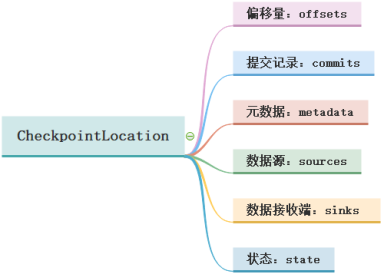 偏移量：offsets
提交记录：commits
元数据：metadata
CheckpointLocation
数据源：sources
数据接收端：sinks
状态：state